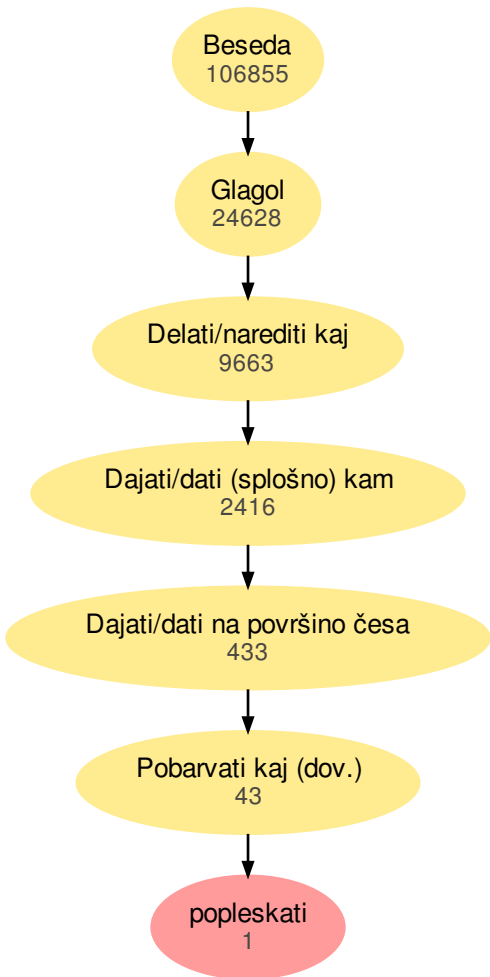 Beseda
106855
Glagol
24628
Delati/narediti kaj
9663
Dajati/dati (splošno) kam
2416
Dajati/dati na površino česa
433
Pobarvati kaj (dov.)
43
popleskati
1